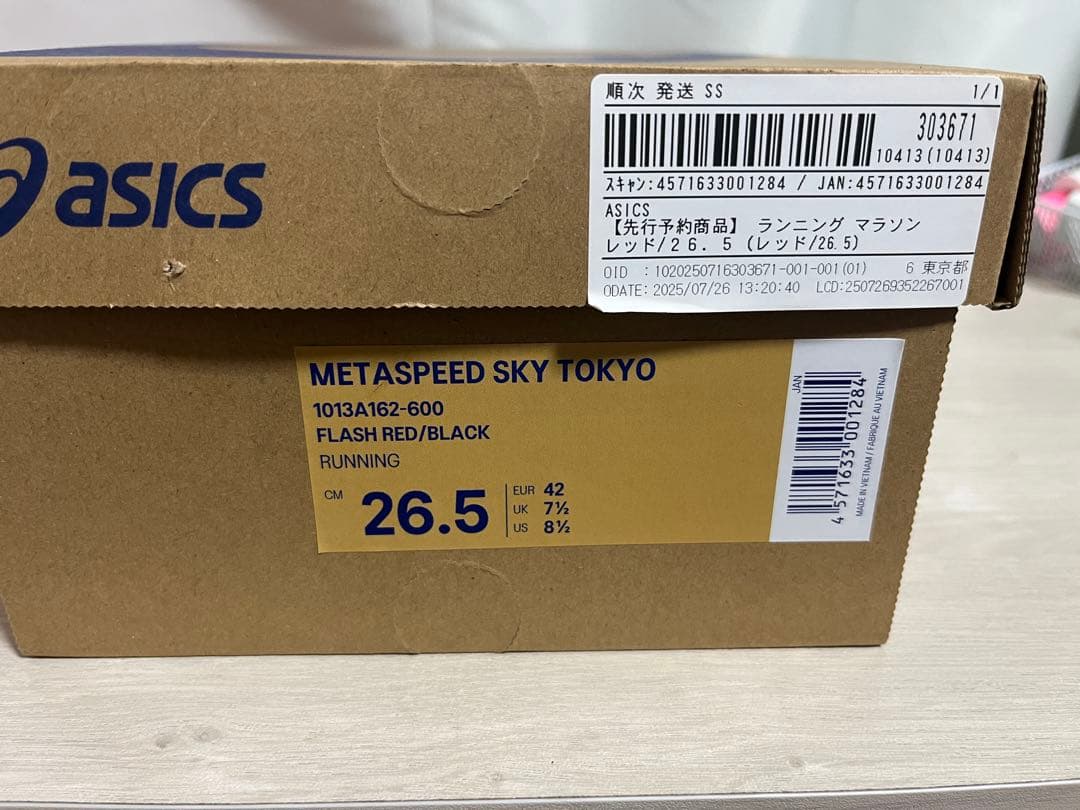 asics
順次 発送 SS 1/1
303671
10413(10413)
ｽｷｬﾝ:4571633001284 / JAN:4571633001284
ASICS
【先行予約商品】 ランニング マラソン
レッド/26.5 (レッド/26.5)
OID :1020250716303671-001-001(01) 6 東京都
ODATE:2025/07/26 13:20:40 LCD:2507269352267001
METASPEED SKY TOKYO
1013A162-600
FLASH RED/BLACK
RUNNING
CM 26.5
EUR 42
UK 7½
US 8½
JAN
4 571633 001284
MADE IN VIETNAM / FABRIQUE AU VIETNAM